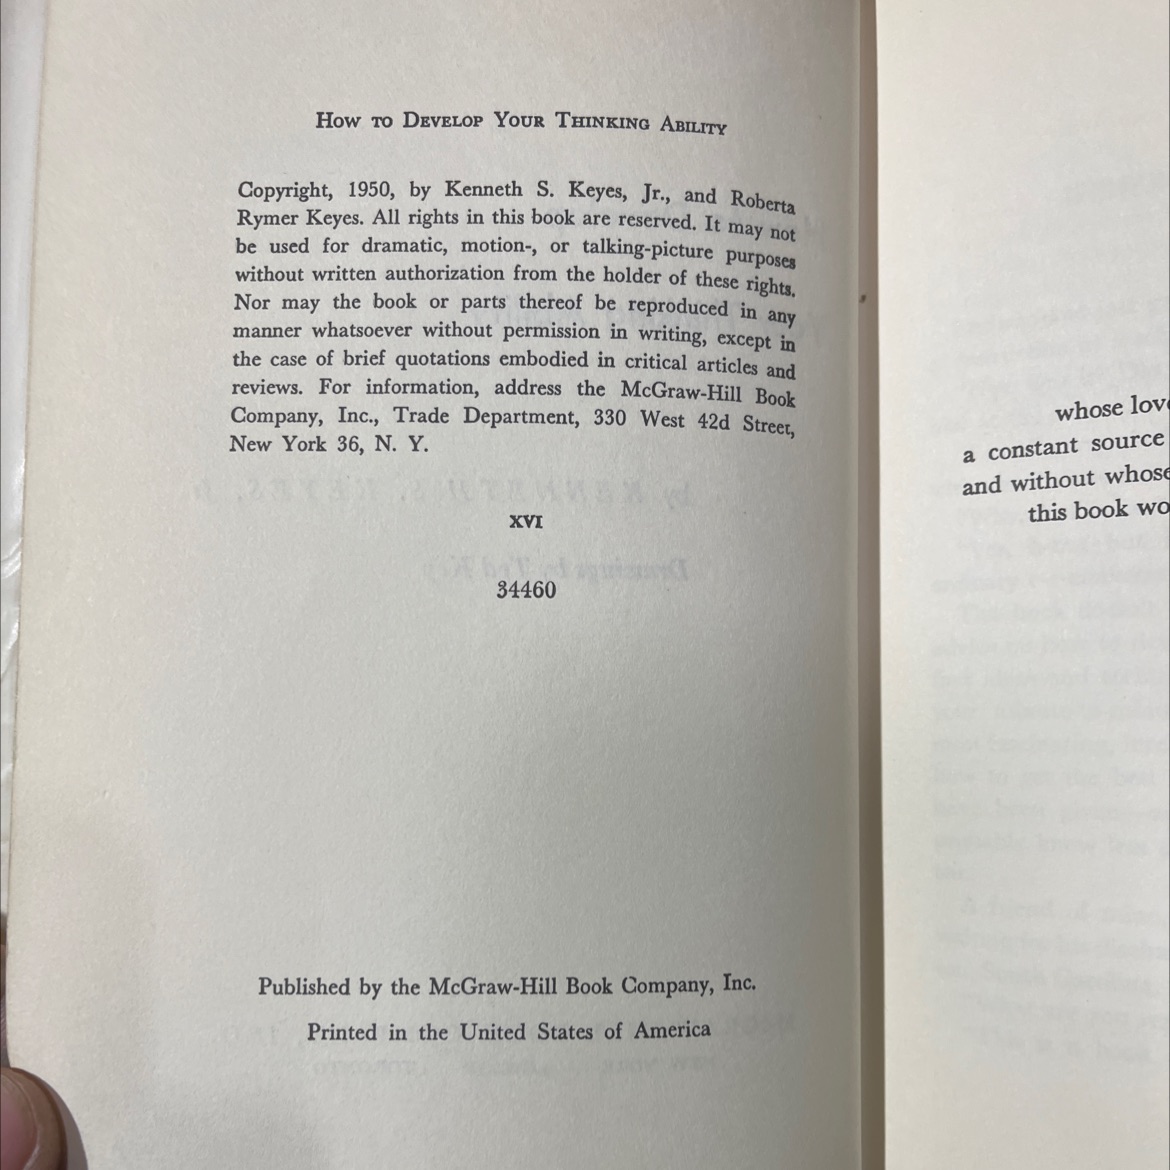 How to Develop Your Thinking Ability
Copyright, 1950, by Kenneth S. Keyes, Jr., and Roberta
Rymer Keyes. All rights in this book are reserved. It may not
be used for dramatic, motion-, or talking-picture purposes
without written authorization from the holder of these rights.
Nor may the book or parts thereof be reproduced in any
manner whatsoever without permission in writing, except in
the case of brief quotations embodied in critical articles and
reviews. For information, address the McGraw-Hill Book
Company, Inc., Trade Department, 330 West 42d Street,
New York 36, N. Y.
XVI
34460
Published by the McGraw-Hill Book Company, Inc.
Printed in the United States of America
whose
a constant source
and without
this book